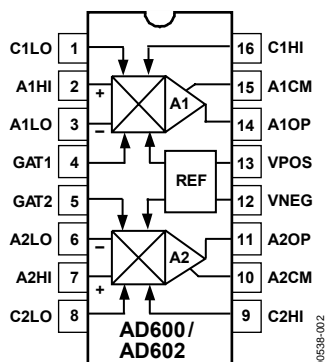 C1LO 1 16 C1HI
A1HI 2 + 15 A1CM
A1
A1LO 3 – 14 A1OP
GAT1 4 13 VPOS
REF
GAT2 5 12 VNEG
A2LO 6 – 11 A2OP
A2
A2HI 7 + 10 A2CM
C2LO 8 9 C2HI
AD600/
AD602
00538-002